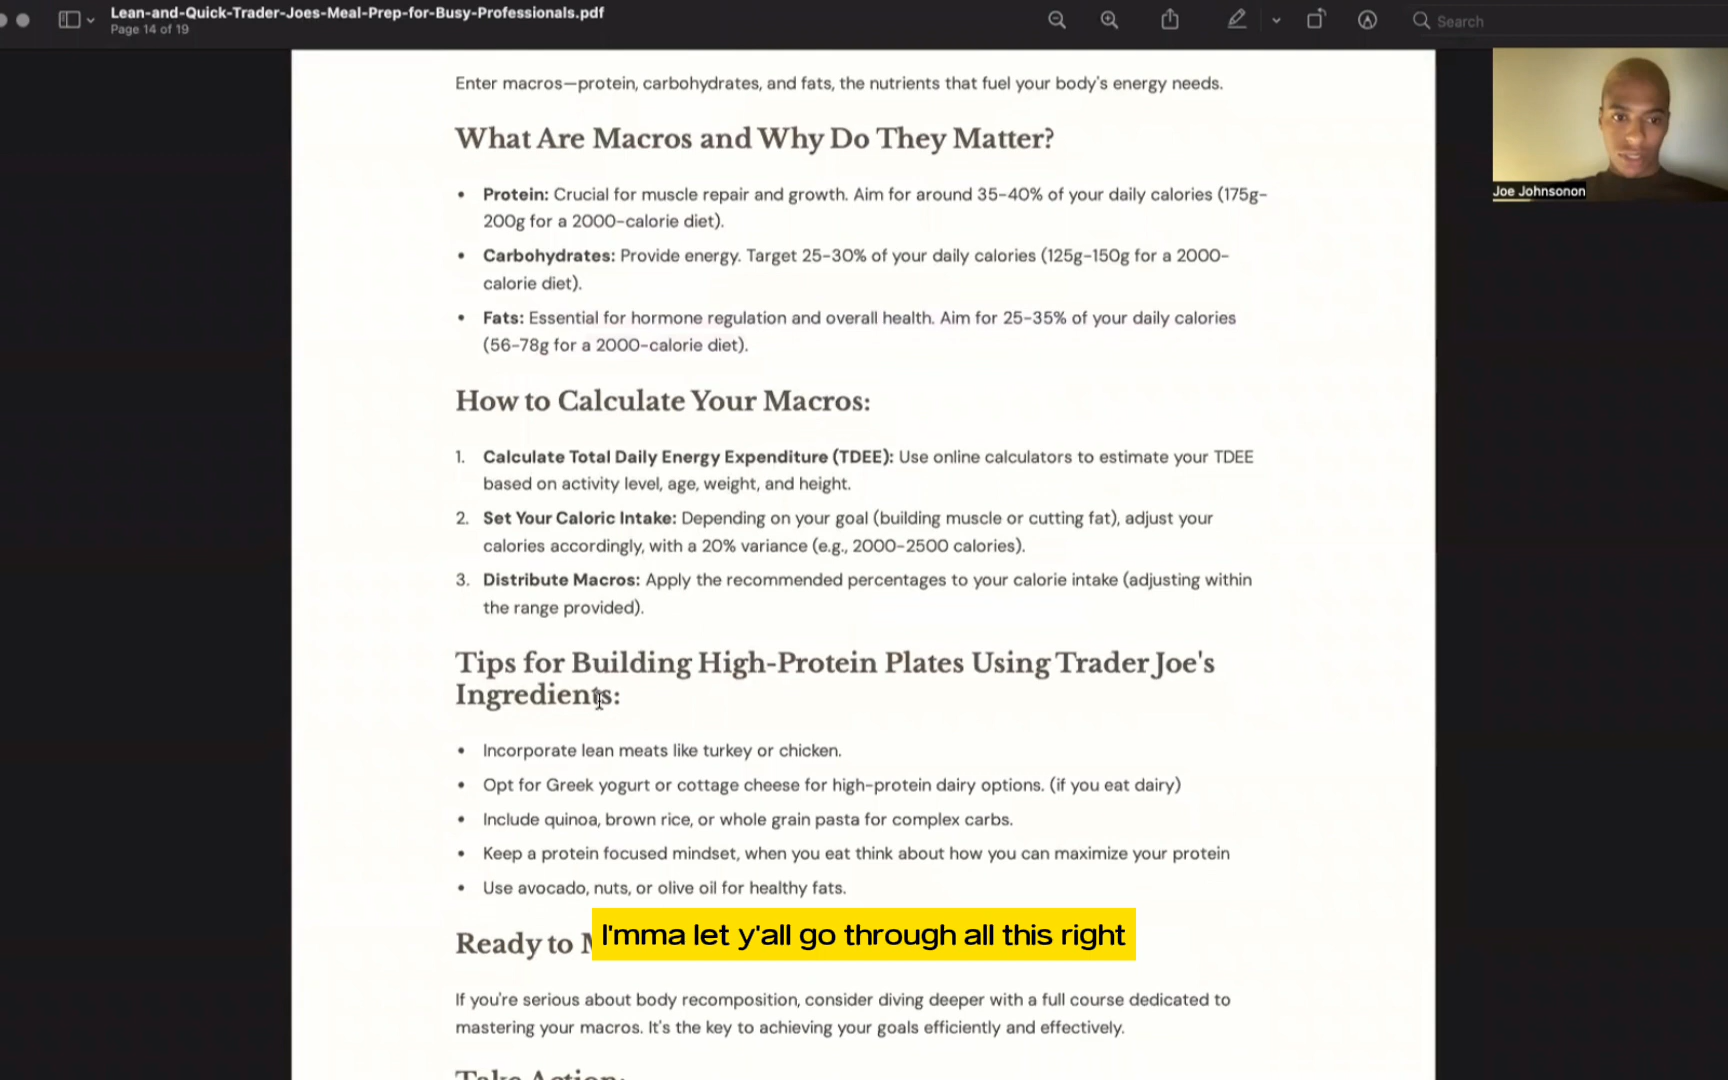 Lean-and-Quick-Trader-Joes-Meal-Prep-for-Busy-Professionals.pdf
Page 14 of 19
Search
Enter macros—protein, carbohydrates, and fats, the nutrients that fuel your body's energy needs.
What Are Macros and Why Do They Matter?
• Protein: Crucial for muscle repair and growth. Aim for around 35-40% of your daily calories (175g-
200g for a 2000-calorie diet).
• Carbohydrates: Provide energy. Target 25-30% of your daily calories (125g-150g for a 2000-
calorie diet).
• Fats: Essential for hormone regulation and overall health. Aim for 25-35% of your daily calories
(56-78g for a 2000-calorie diet).
How to Calculate Your Macros:
1. Calculate Total Daily Energy Expenditure (TDEE): Use online calculators to estimate your TDEE
based on activity level, age, weight, and height.
2. Set Your Caloric Intake: Depending on your goal (building muscle or cutting fat), adjust your
calories accordingly, with a 20% variance (e.g., 2000-2500 calories).
3. Distribute Macros: Apply the recommended percentages to your calorie intake (adjusting within
the range provided).
Tips for Building High-Protein Plates Using Trader Joe's
Ingredients:
• Incorporate lean meats like turkey or chicken.
• Opt for Greek yogurt or cottage cheese for high-protein dairy options. (if you eat dairy)
• Include quinoa, brown rice, or whole grain pasta for complex carbs.
• Keep a protein focused mindset, when you eat think about how you can maximize your protein
• Use avocado, nuts, or olive oil for healthy fats.
Ready to
I'mma let y'all go through all this right
If you're serious about body recomposition, consider diving deeper with a full course dedicated to
mastering your macros. It's the key to achieving your goals efficiently and effectively.
Take Action:
Joe Johnsonon